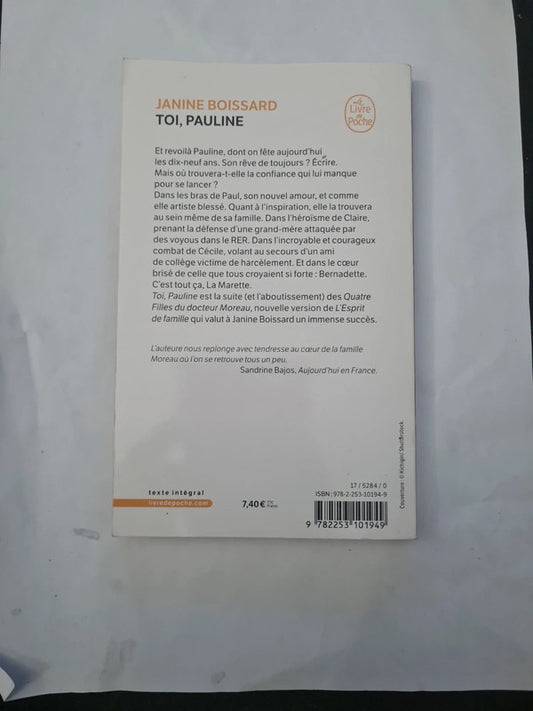 JANINE BOISSARD
TOI, PAULINE
Le
Livre
de
Poche
Et revoilà Pauline, dont on fête aujourd'hui
les dix-neuf ans. Son rêve de toujours ? Écrire.
Mais où trouvera-t-elle la confiance qui lui manque
pour se lancer ?
Dans les bras de Paul, son nouvel amour, et comme
elle artiste blessé. Quant à l'inspiration, elle la trouvera
au sein même de sa famille. Dans l'héroïsme de Claire,
prenant la défense d'une grand-mère attaquée par
des voyous dans le RER. Dans l'incroyable et courageux
combat de Cécile, volant au secours d'un ami
de collège victime de harcèlement. Et dans le cœur
brisé de celle que tous croyaient si forte : Bernadette.
C'est tout ça, La Marette.
Toi, Pauline est la suite (et l'aboutissement) des Quatre
Filles du docteur Moreau, nouvelle version de L'Esprit
de famille qui valut à Janine Boissard un immense succès.
L'auteure nous replonge avec tendresse au cœur de la famille
Moreau où l'on se retrouve tous un peu.
Sandrine Bajos, Aujourd'hui en France.
Couverture : © Kichigin/ Shutterstock.
texte intégral
livredepoche.com
7,40 € TTC
France
17 / 5284 / 0
ISBN : 978-2-253-10194-9
9 782253 101949